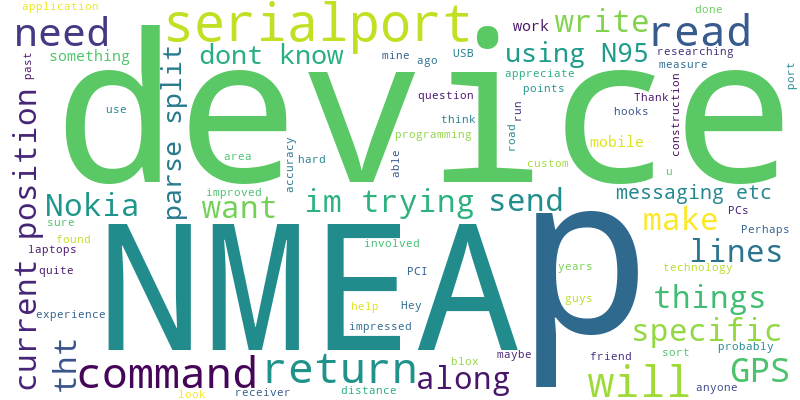 application
done
need
serialport
work
write
read
something
dont know
mine
ago
USB
using
N95
researching
measure
past
device
appreciate
port
use
question
points
Thank
construction
run
hooks
parse split
think
programming
road
mobile
area
accuracy
hard
able
custom
current position
improved
u
Nokia
want
im trying
send
messaging etc
sure
make
PCs
Perhaps
found
NMEA
p
involved
lines
laptops
quite
PCI
years
technology
experience
help
Hey
guys
things
impressed
specific
tht
command
return
along
maybe
friend
sort
probably
blox
will
GPS
look
receiver
distance
anyone